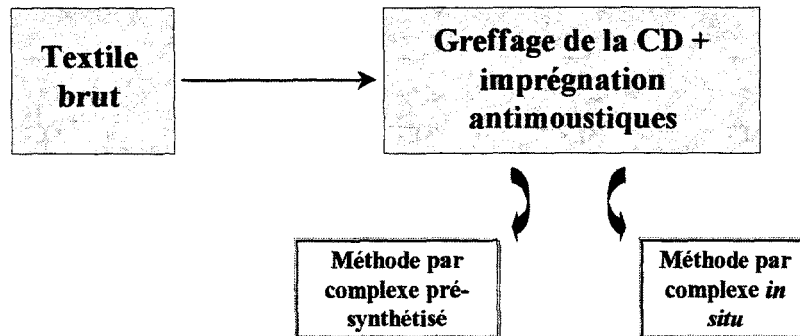 Textile
brut
Greffage de la CD +
imprégnation
antimoustiques
Méthode par
complexe pré-
synthétisé
Méthode par
complexe in
situ